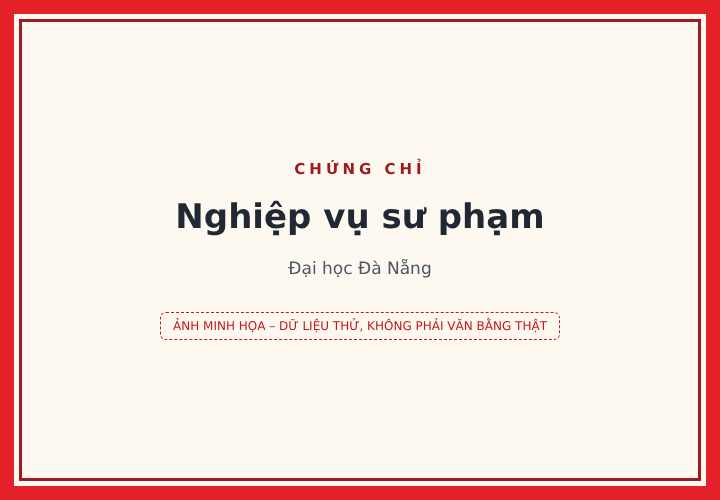 CHỨNG CHỈ
Nghiệp vụ sư phạm
Đại học Đà Nẵng
ẢNH MINH HỌA – DỮ LIỆU THỬ, KHÔNG PHẢI VĂN BẰNG THẬT